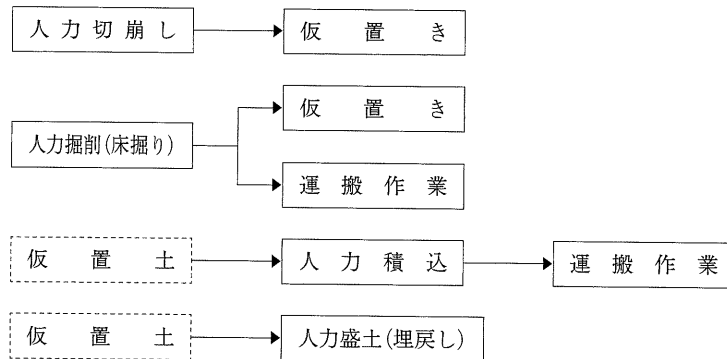 人力切崩し
仮置き
仮置き
人力掘削(床掘り)
運搬作業
仮置土
人力積込
運搬作業
仮置土
人力盛土(埋戻し)